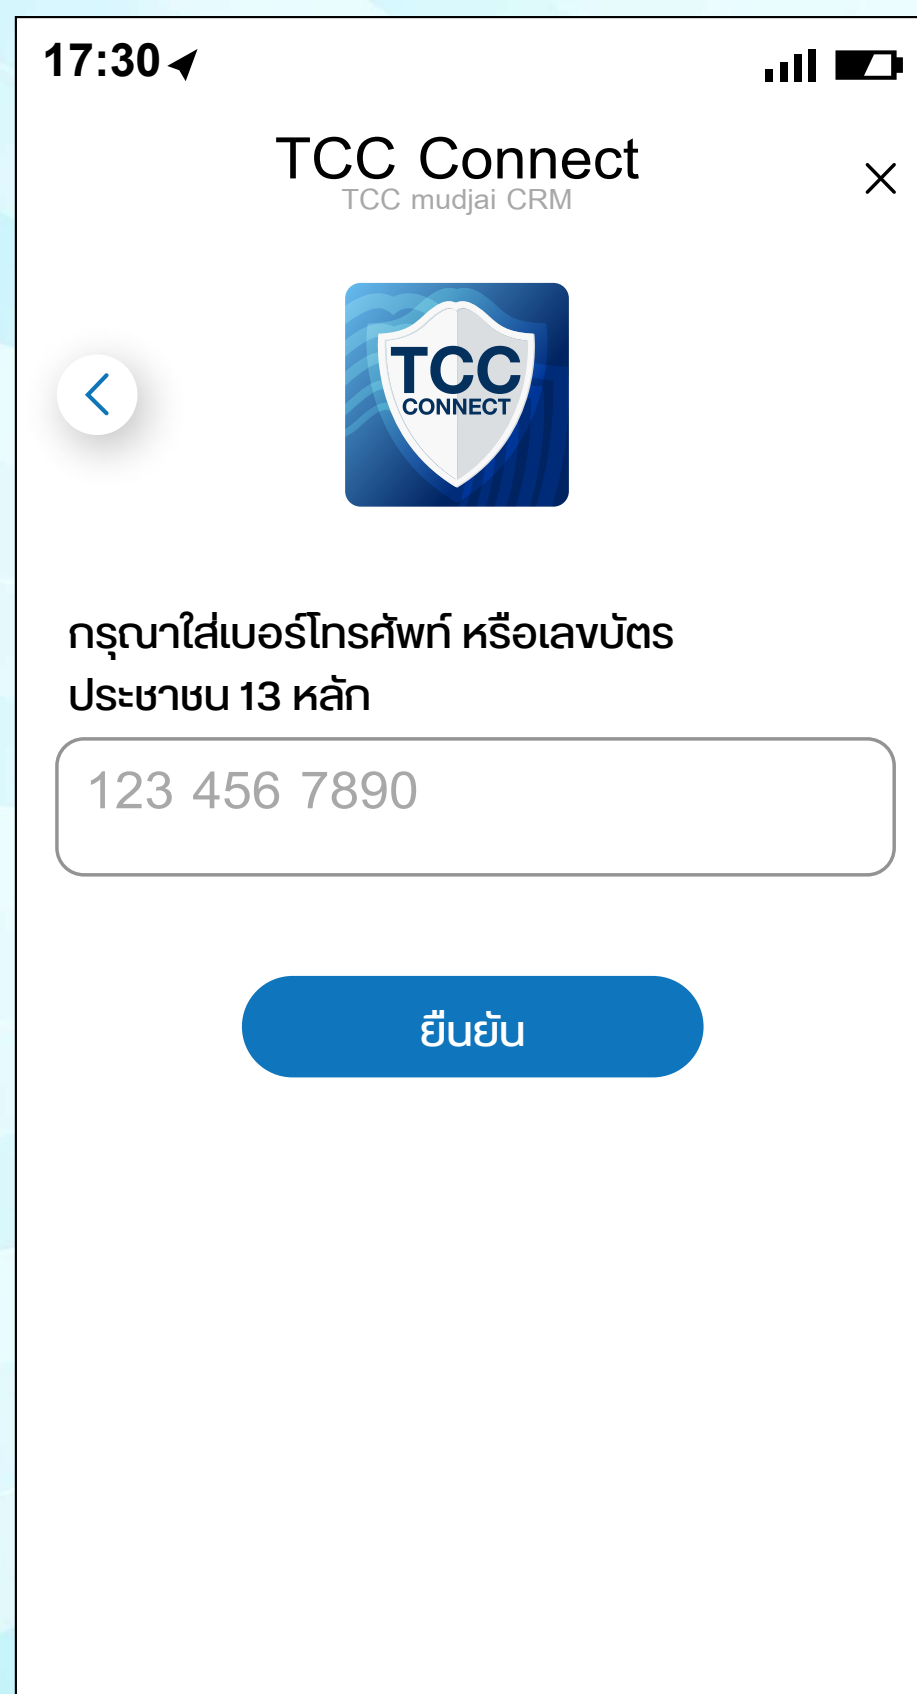 17:30
TCC Connect
TCC mudjai CRM
TCC
CONNECT
กรุณาใส่เบอร์โทรศัพท์ หรือเลขบัตร
ประชาชน 13 หลัก
123 456 7890
ยืนยัน